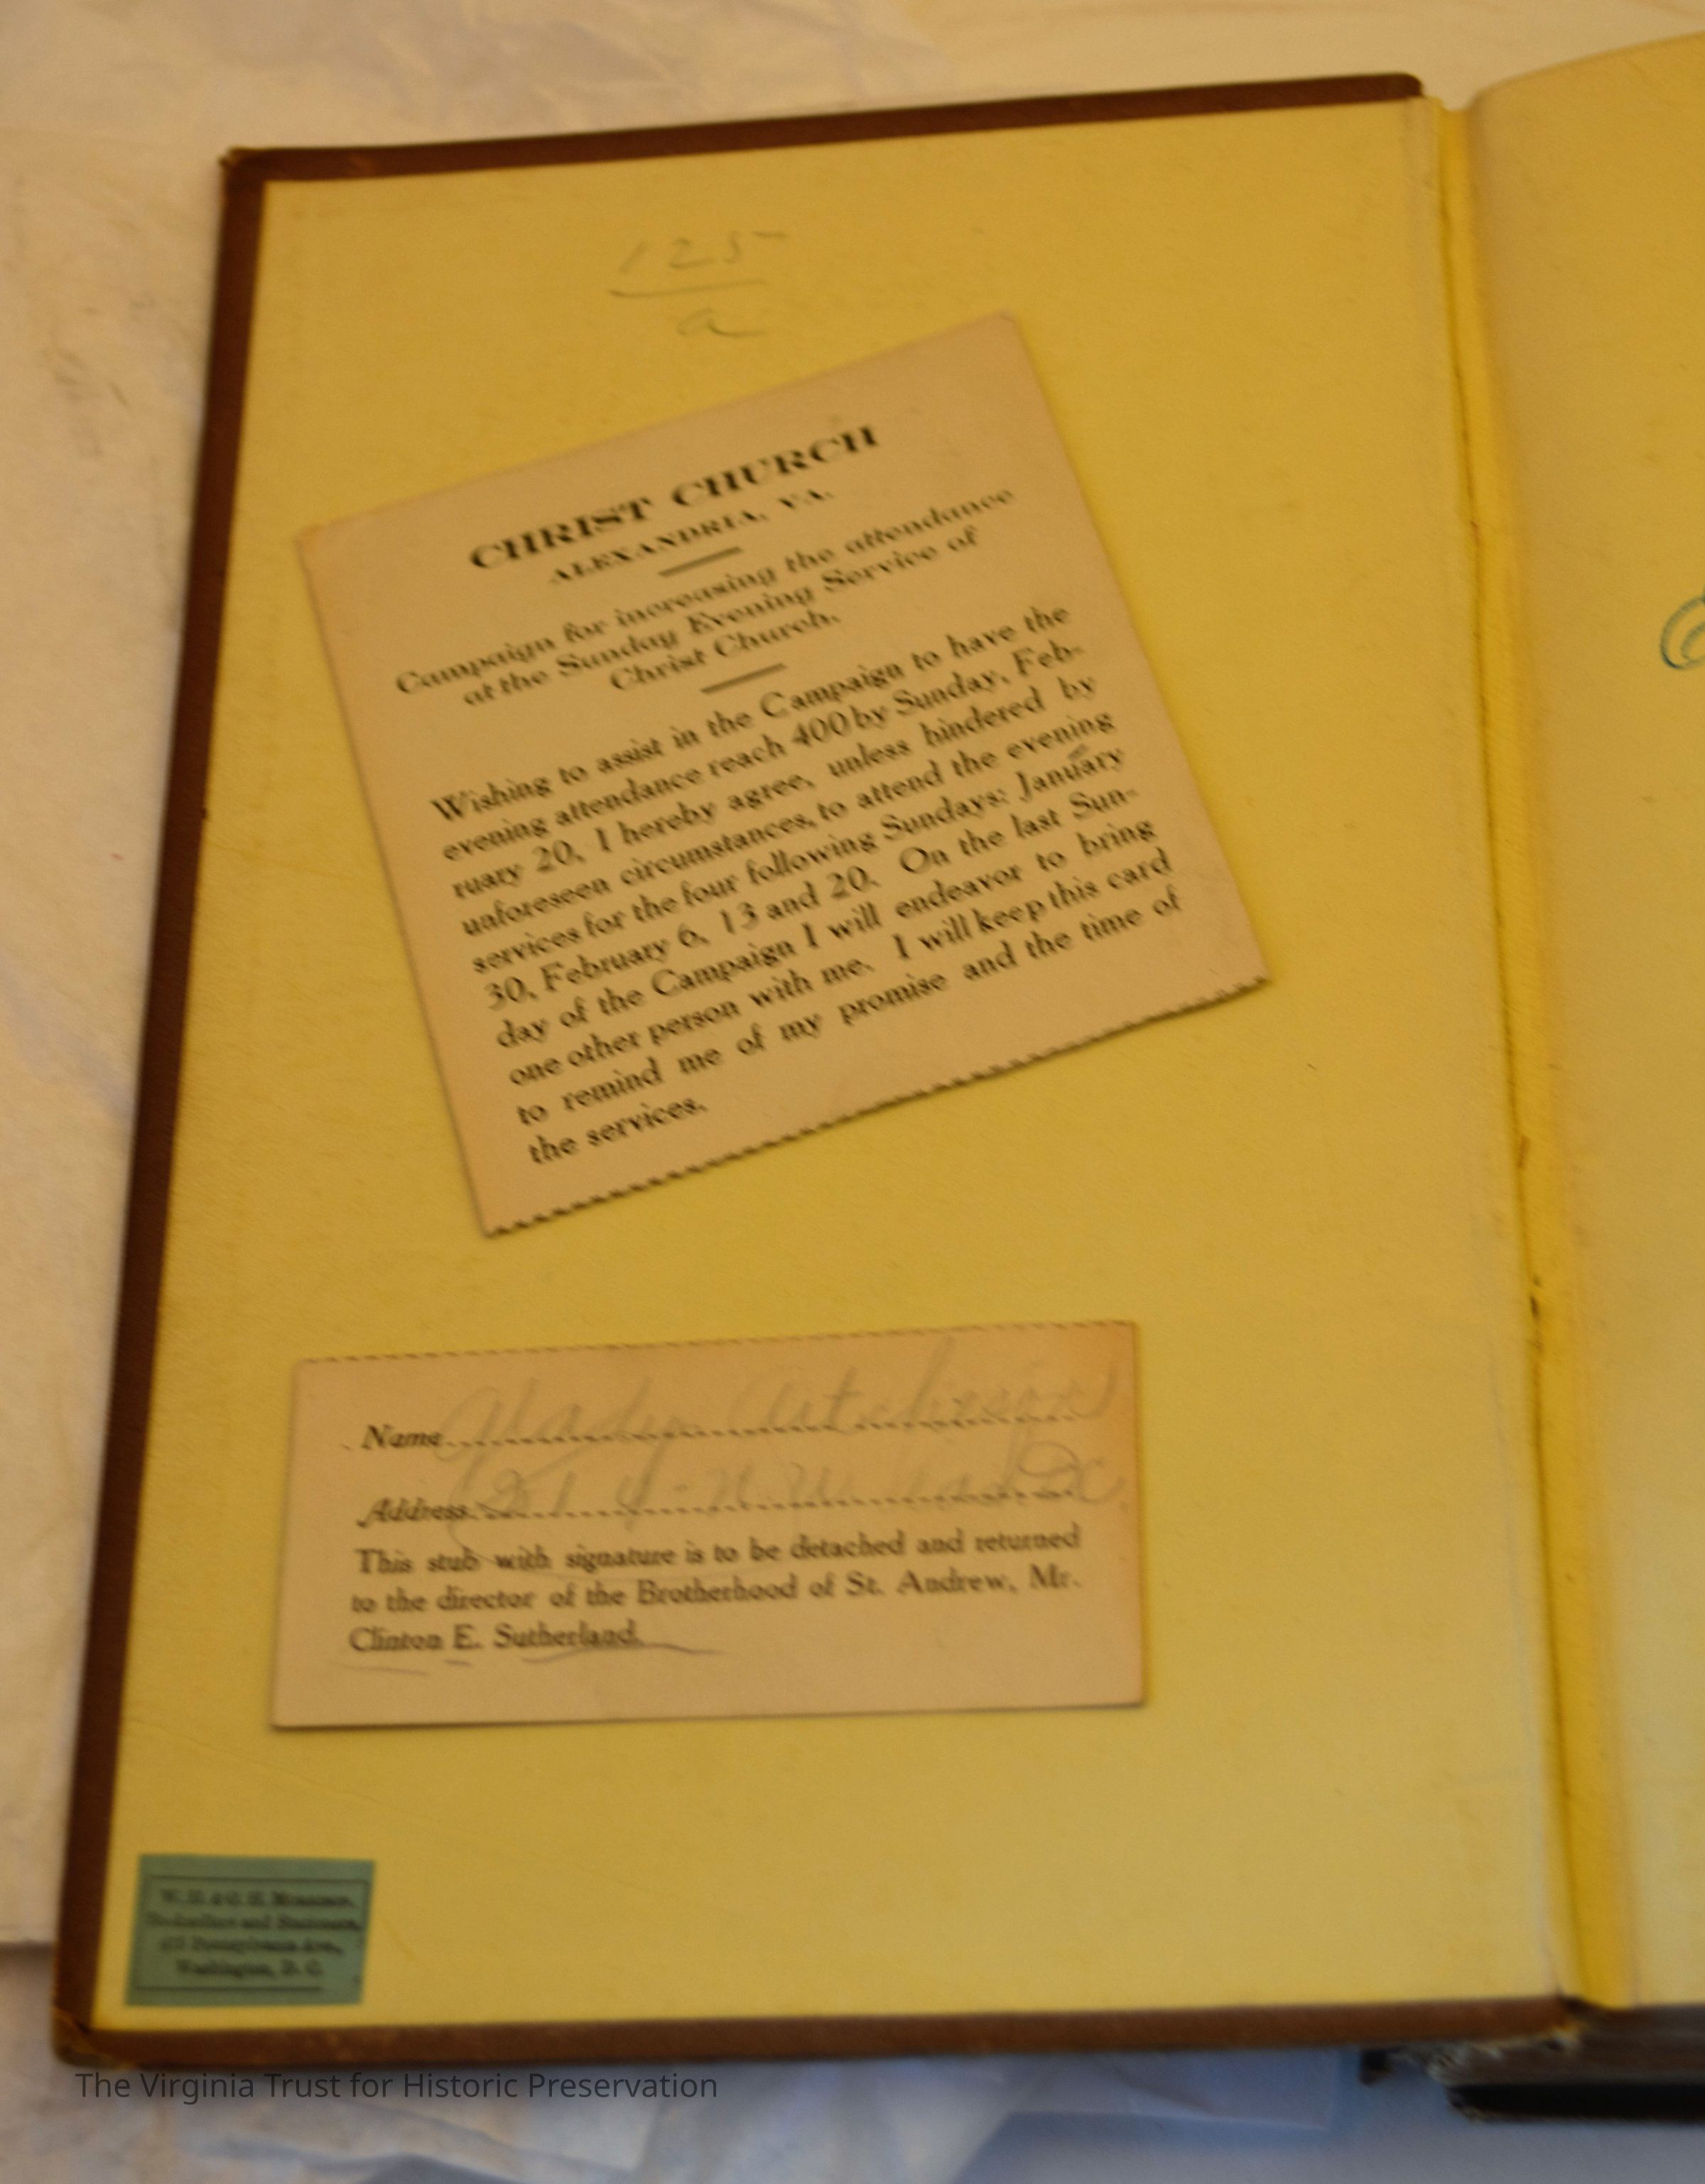 125
a
CHRIST CHURCH
ALEXANDRIA, VA.
Campaign for increasing the attendance
at the Sunday Evening Service of
Christ Church.
Wishing to assist in the Campaign to have the
evening attendance reach 400 by Sunday, Feb-
ruary 20, I hereby agree, unless hindered by
unforeseen circumstances, to attend the evening
services for the four following Sundays: January
30, February 6, 13 and 20. On the last Sun-
day of the Campaign I will endeavor to bring
one other person with me. I will keep this card
to remind me of my promise and the time of
the services.
Name
Address
This stub with signature is to be detached and returned
to the director of the Brotherhood of St. Andrew, Mr.
Clinton E. Sutherland.
Booksellers and Stationers,
Pennsylvania Ave.,
Washington, D. C.
The Virginia Trust for Historic Preservation